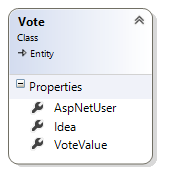 Vote
Class
Entity
Properties
AspNetUser
Idea
VoteValue